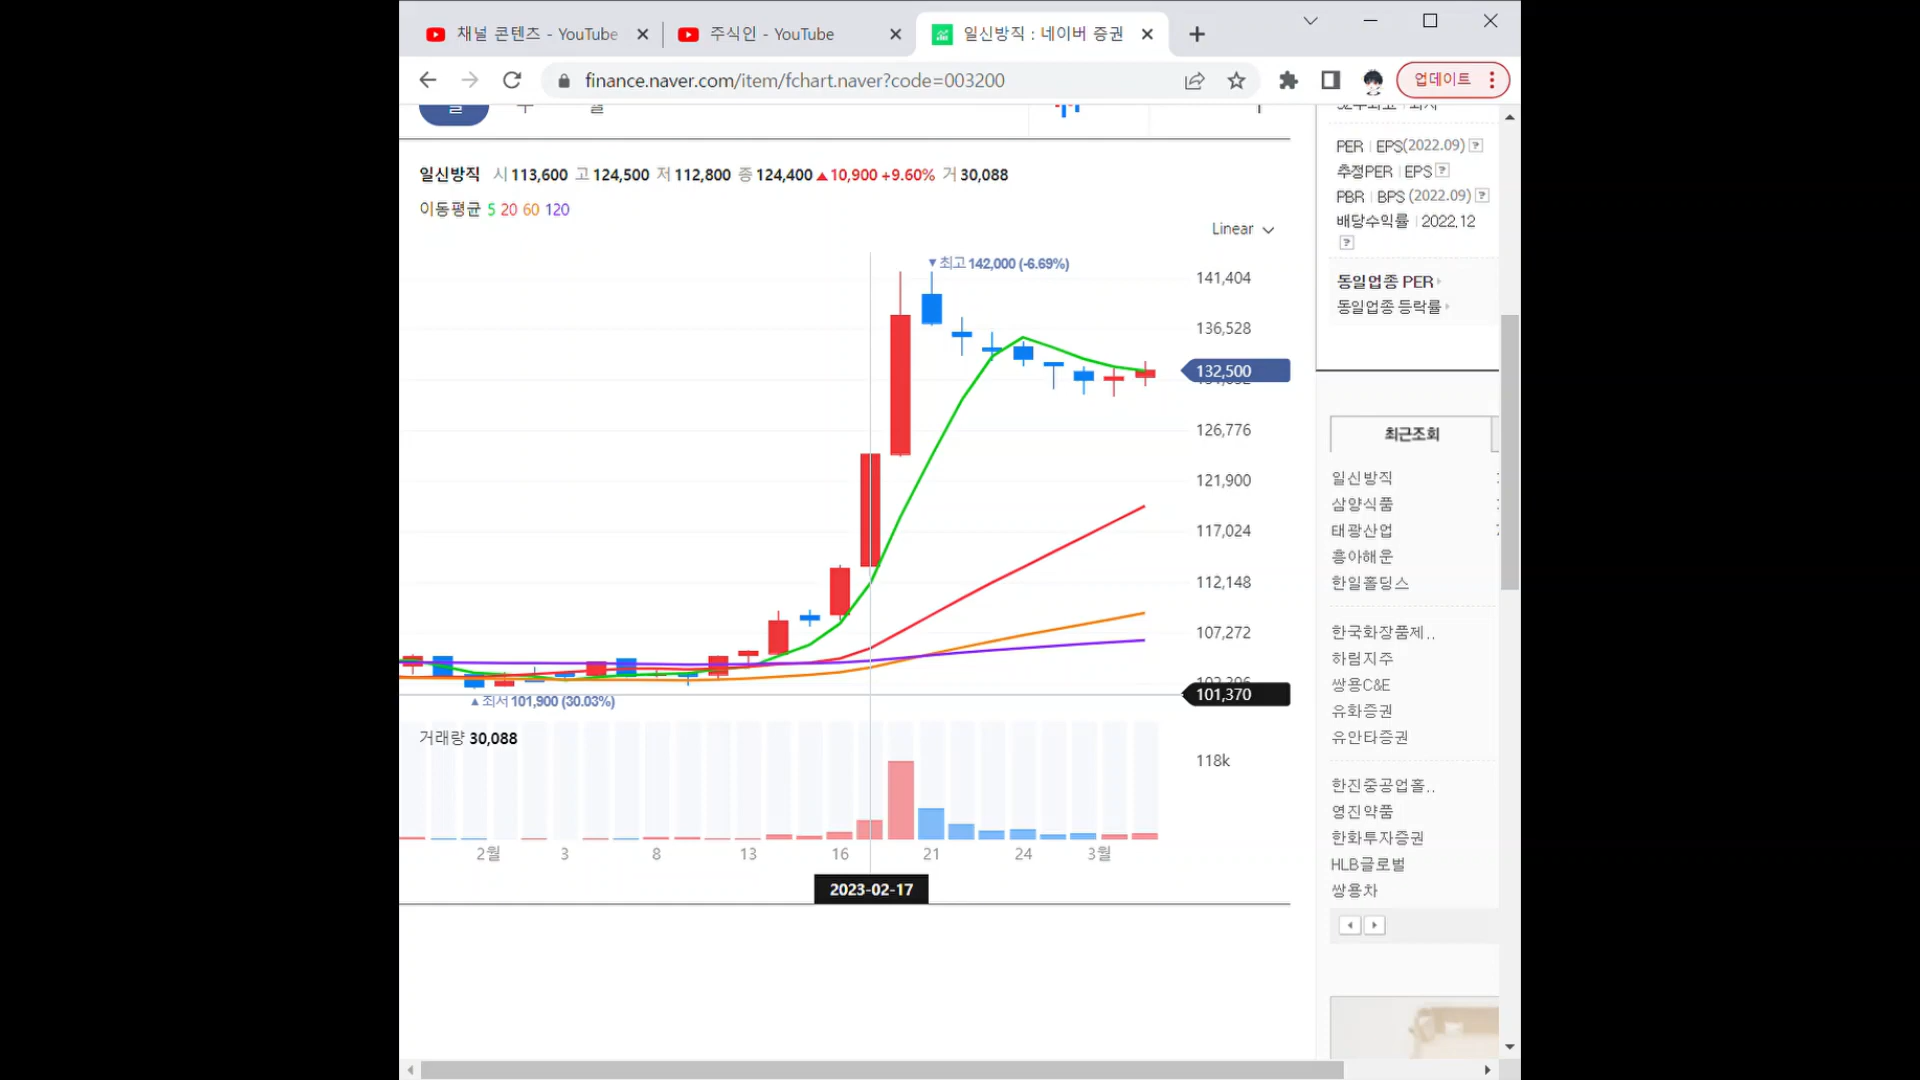 채널 콘텐츠 - YouTube
주식인 - YouTube
일신방직 : 네이버 증권
finance.naver.com/item/fchart.naver?code=003200
업데이트
일신방직 시 113,600 고 124,500 저 112,800 종 124,400 ▲10,900 +9.60% 거 30,088
이동평균 5 20 60 120
Linear
▼최고 142,000 (-6.69%)
141,404
136,528
132,500
126,776
121,900
117,024
112,148
107,272
101,370
▲최저 101,900 (30.03%)
거래량 30,088
118k
2월 3 8 13 16 21 24 3월
2023-02-17
PER | EPS(2022.09) ?
추정PER | EPS ?
PBR | BPS (2022.09) ?
배당수익률 | 2022.12
?
동일업종 PER
동일업종 등락률
최근조회
일신방직
삼양식품
태광산업
흥아해운
한일홀딩스
한국화장품제..
하림지주
쌍용C&E
유화증권
유안타증권
한진중공업홀..
영진약품
한화투자증권
HLB글로벌
쌍용차